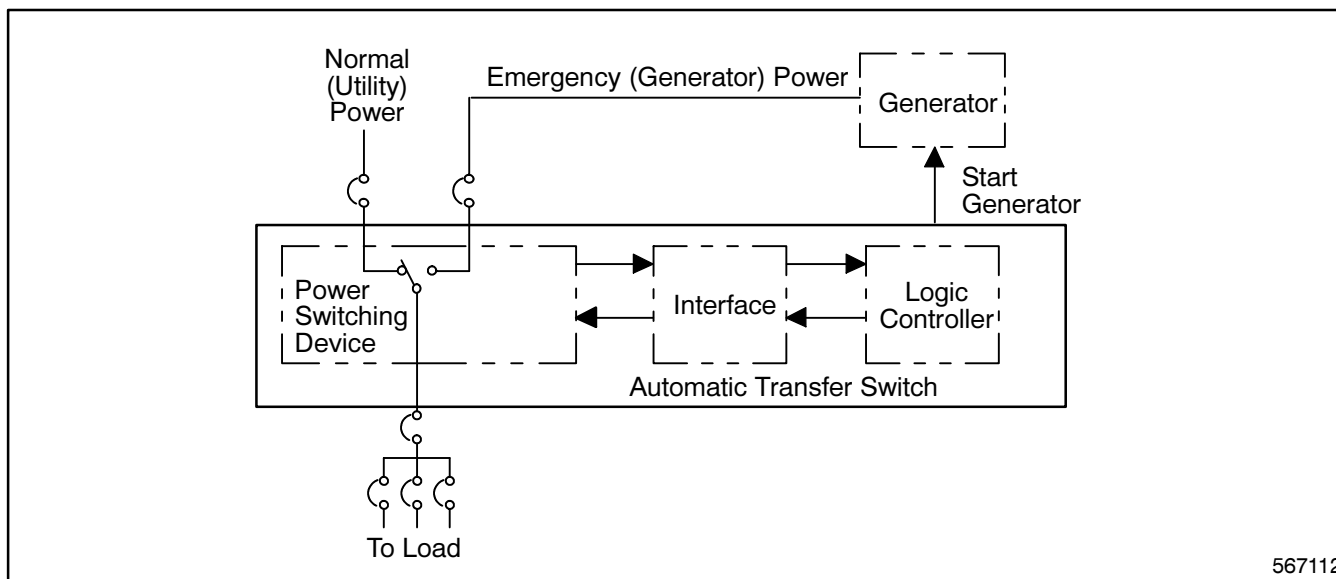 Normal
(Utility)
Power
Emergency (Generator) Power
Generator
Start
Generator
Power
Switching
Device
Interface
Logic
Controller
Automatic Transfer Switch
To Load
567112